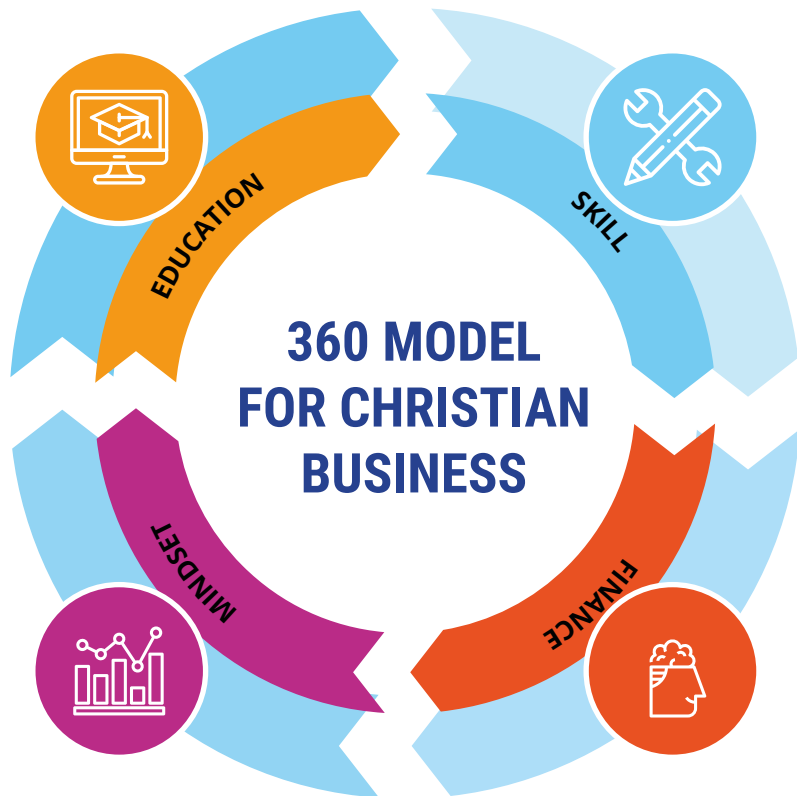 EDUCATION
SKILL
360 MODEL
FOR CHRISTIAN
BUSINESS
MINDSET
FINANCE